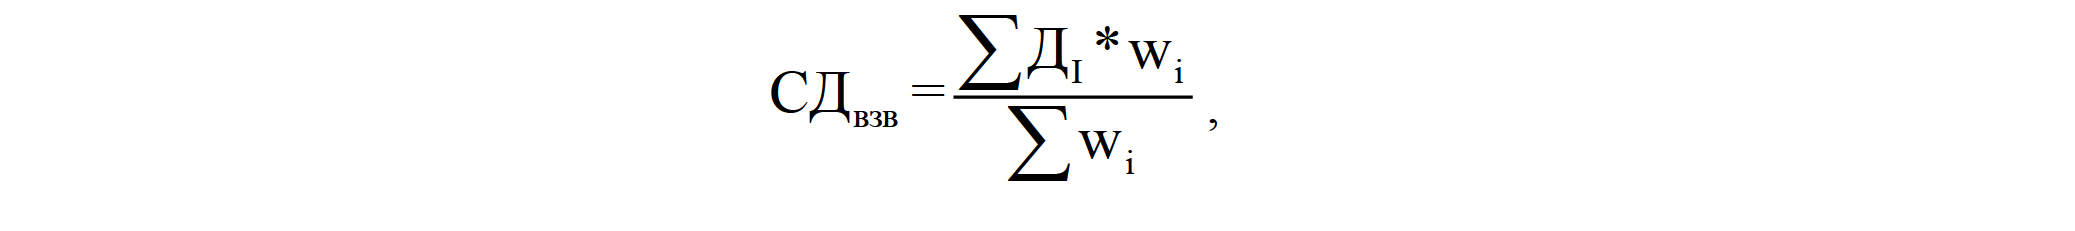 СД_взв = ∑Д_I * w_i / ∑w_i ,